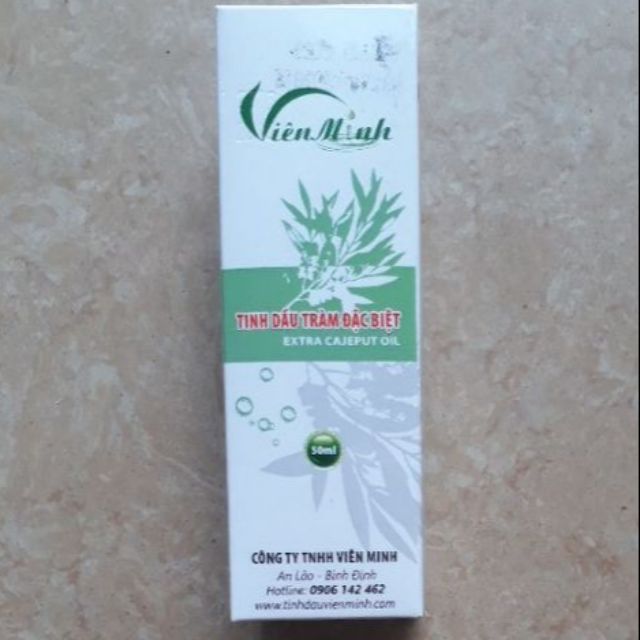 Viên Minh
TINH DẦU TRÀM ĐẶC BIỆT
EXTRA CAJEPUT OIL
50ml
CÔNG TY TNHH VIÊN MINH
An Lão - Bình Định
Hotline: 0906 142 462
www.tinhdauvienminh.com